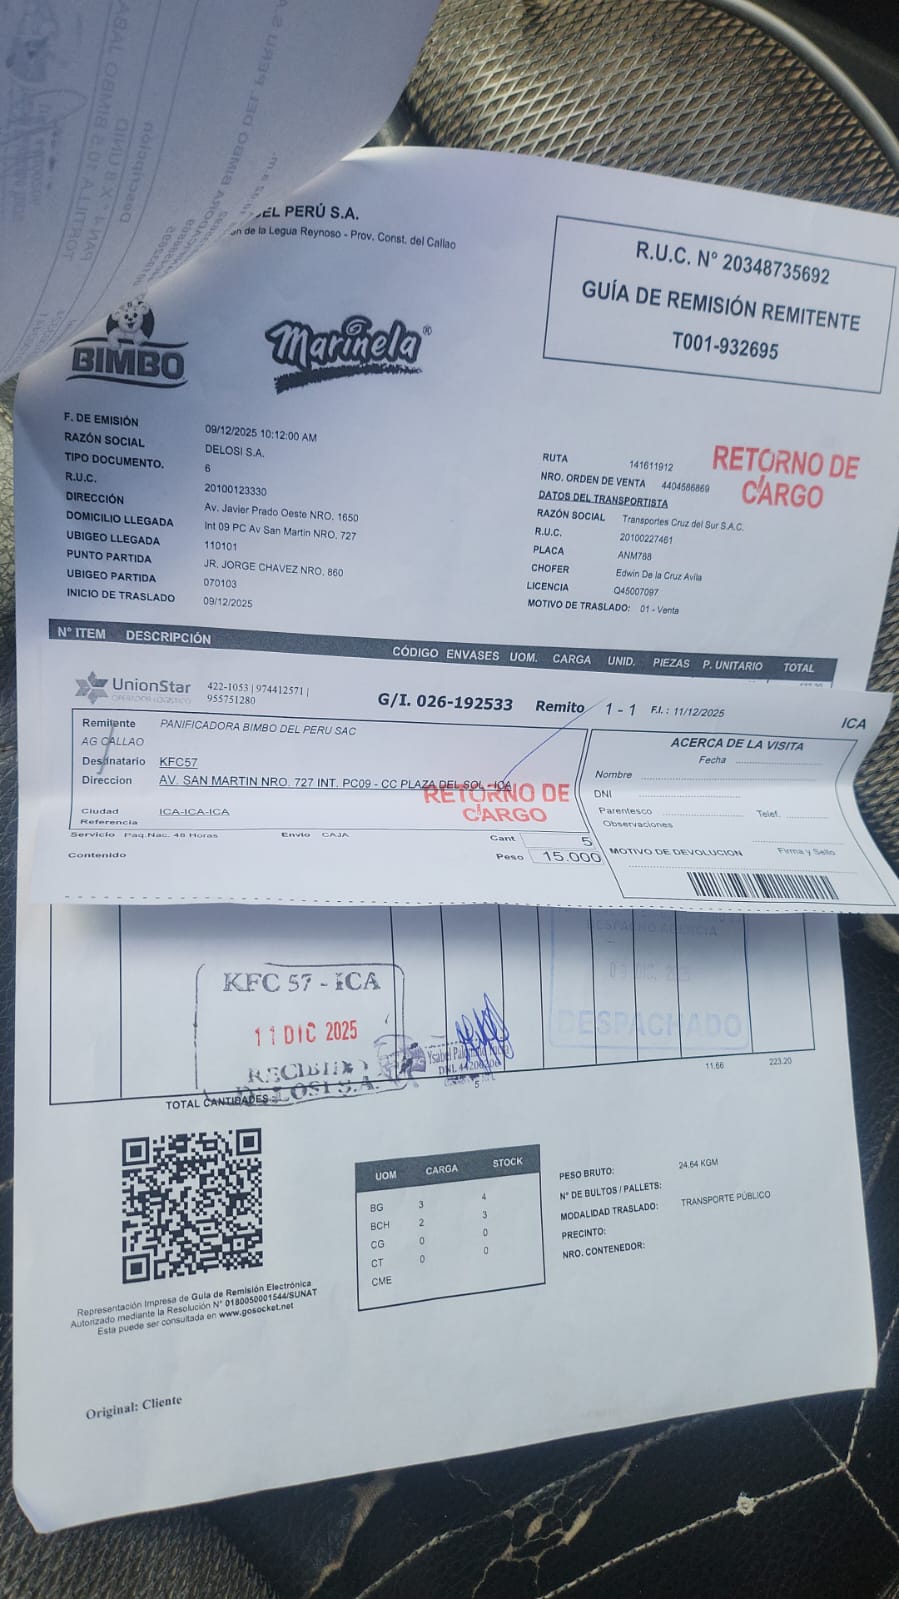 EL PERÚ S.A.
de la Legua Reynoso - Prov. Const. del Callao
R.U.C. N° 20348735692
GUÍA DE REMISIÓN REMITENTE
T001-932695
BIMBO
Marinela®
F. DE EMISIÓN 09/12/2025 10:12:00 AM
RAZÓN SOCIAL DELOSI S.A.
TIPO DOCUMENTO. 6
R.U.C. 20100123330
DIRECCIÓN Av. Javier Prado Oeste NRO. 1650
DOMICILIO LLEGADA Int 09 PC Av San Martin NRO. 727
UBIGEO LLEGADA 110101
PUNTO PARTIDA JR. JORGE CHAVEZ NRO. 860
UBIGEO PARTIDA 070103
INICIO DE TRASLADO 09/12/2025
RUTA 141611912
NRO. ORDEN DE VENTA 4404586869
DATOS DEL TRANSPORTISTA
RAZÓN SOCIAL Transportes Cruz del Sur S.A.C.
R.U.C. 20100227461
PLACA ANM788
CHOFER Edwin De la Cruz Avila
LICENCIA Q45007097
MOTIVO DE TRASLADO: 01 - Venta
RETORNO DE
CARGO
N° ITEM DESCRIPCIÓN CÓDIGO ENVASES UOM. CARGA UNID. PIEZAS P. UNITARIO TOTAL
UnionStar 422-1053 | 974412571 |
OPERADOR LOGISTICO 955751280
G/I. 026-192533 Remito 1 - 1 F.I.: 11/12/2025 ICA
Remitente PANIFICADORA BIMBO DEL PERU SAC
AG CALLAO
Destinatario KFC57
Direccion AV. SAN MARTIN NRO. 727 INT. PC09 - CC PLAZA DEL SOL - ICA
Ciudad ICA-ICA-ICA
Referencia
Servicio Paq.Nac. 48 Horas Envio CAJA Cant 5
Contenido Peso 15.000
RETORNO DE
CARGO
ACERCA DE LA VISITA
Fecha
Nombre
DNI
Parentesco Telef.
Observaciones
MOTIVO DE DEVOLUCION Firma y Sello
DESPACHO AGENCIA
DESPACHADO
KFC 57 - ICA
11 DIC 2025
RECIBIDO
DELOSI S.A.
Ysabel
5
11.66 223.20
TOTAL CANTIDADES :
UOM CARGA STOCK
BG 3 4
BCH 2 3
CG 0 0
CT 0 0
CME
PESO BRUTO: 24.64 KGM
N° DE BULTOS / PALLETS:
MODALIDAD TRASLADO: TRANSPORTE PÚBLICO
PRECINTO:
NRO. CONTENEDOR:
Representación Impresa de Guía de Remisión Electrónica
Autorizado mediante la Resolución N° 0180050001544/SUNAT
Esta puede ser consultada en www.gosocket.net
Original: Cliente